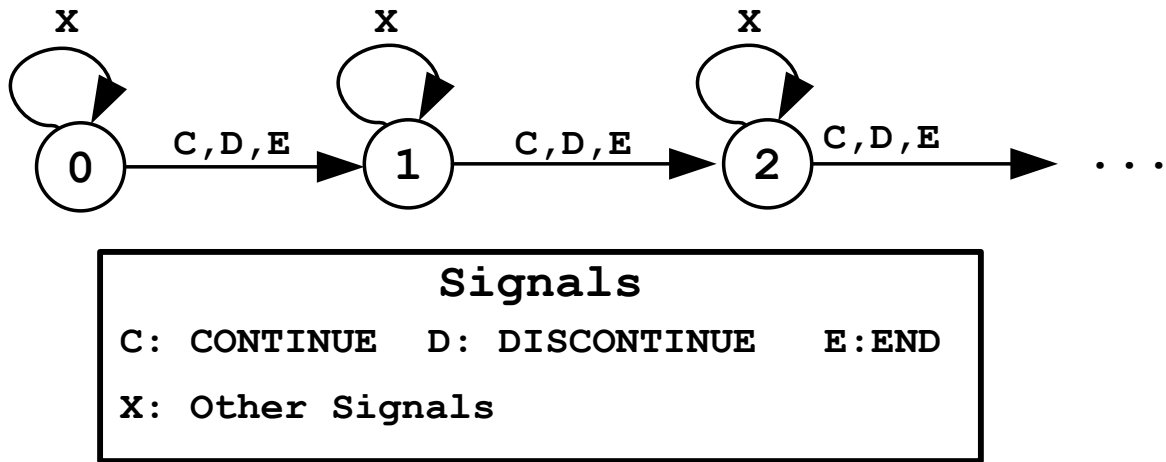 X X X
C,D,E C,D,E C,D,E
0 1 2 ...
Signals
C: CONTINUE D: DISCONTINUE E:END
X: Other Signals